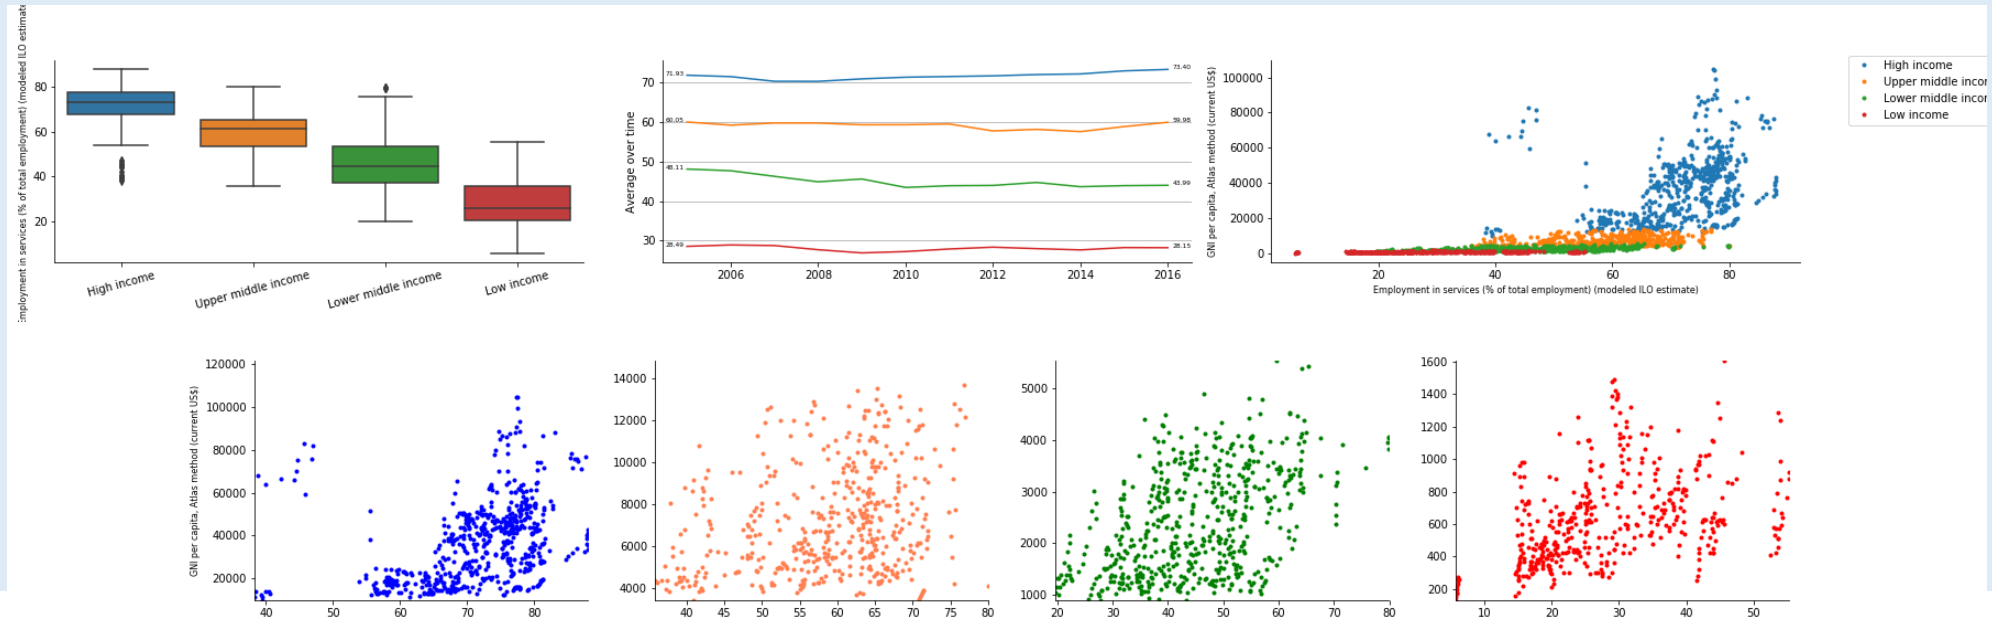 :mployment in services (% of total employment) (modeled ILO estimate
80
60
40
20
High income
Upper middle income
Lower middle income
Low income
Average over time
70
60
50
40
30
71.93
73.40
60.05
59.98
48.11
43.99
28.49
28.15
2006 2008 2010 2012 2014 2016
GNI per capita, Atlas method (current US$)
100000
80000
60000
40000
20000
0
20 40 60 80
Employment in services (% of total employment) (modeled ILO estimate)
High income
Upper middle incor
Lower middle incor
Low income
GNI per capita, Atlas method (current US$)
120000
100000
80000
60000
40000
20000
40 50 60 70 80
14000
12000
10000
8000
6000
4000
40 45 50 55 60 65 70 75 80
5000
4000
3000
2000
1000
20 30 40 50 60 70 80
1600
1400
1200
1000
800
600
400
200
10 20 30 40 50